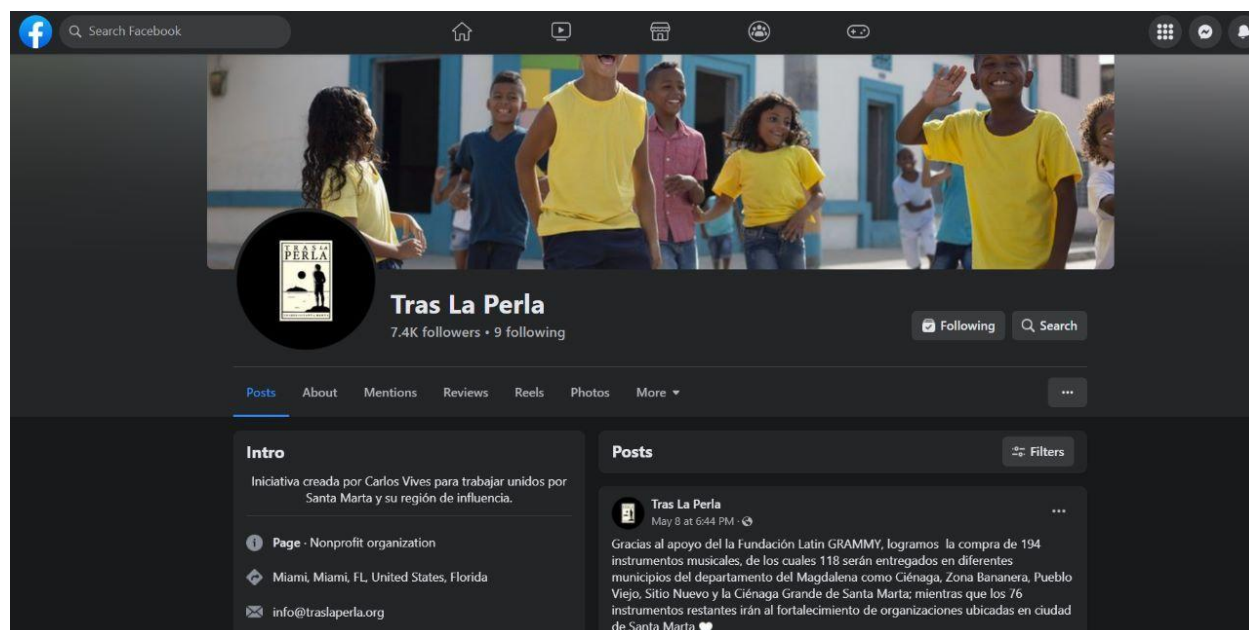 Search Facebook
TRAS LA
PERLA
Tras La Perla
7.4K followers • 9 following
Following
Search
Posts
About
Mentions
Reviews
Reels
Photos
More
Intro
Iniciativa creada por Carlos Vives para trabajar unidos por
Santa Marta y su región de influencia.
Page · Nonprofit organization
Miami, Miami, FL, United States, Florida
info@traslaperla.org
Posts
Filters
Tras La Perla
May 8 at 6:44 PM ·
Gracias al apoyo del la Fundación Latin GRAMMY, logramos la compra de 194
instrumentos musicales, de los cuales 118 serán entregados en diferentes
municipios del departamento del Magdalena como Ciénaga, Zona Bananera, Pueblo
Viejo, Sitio Nuevo y la Ciénaga Grande de Santa Marta; mientras que los 76
instrumentos restantes irán al fortalecimiento de organizaciones ubicadas en ciudad
de Santa Marta 🤍